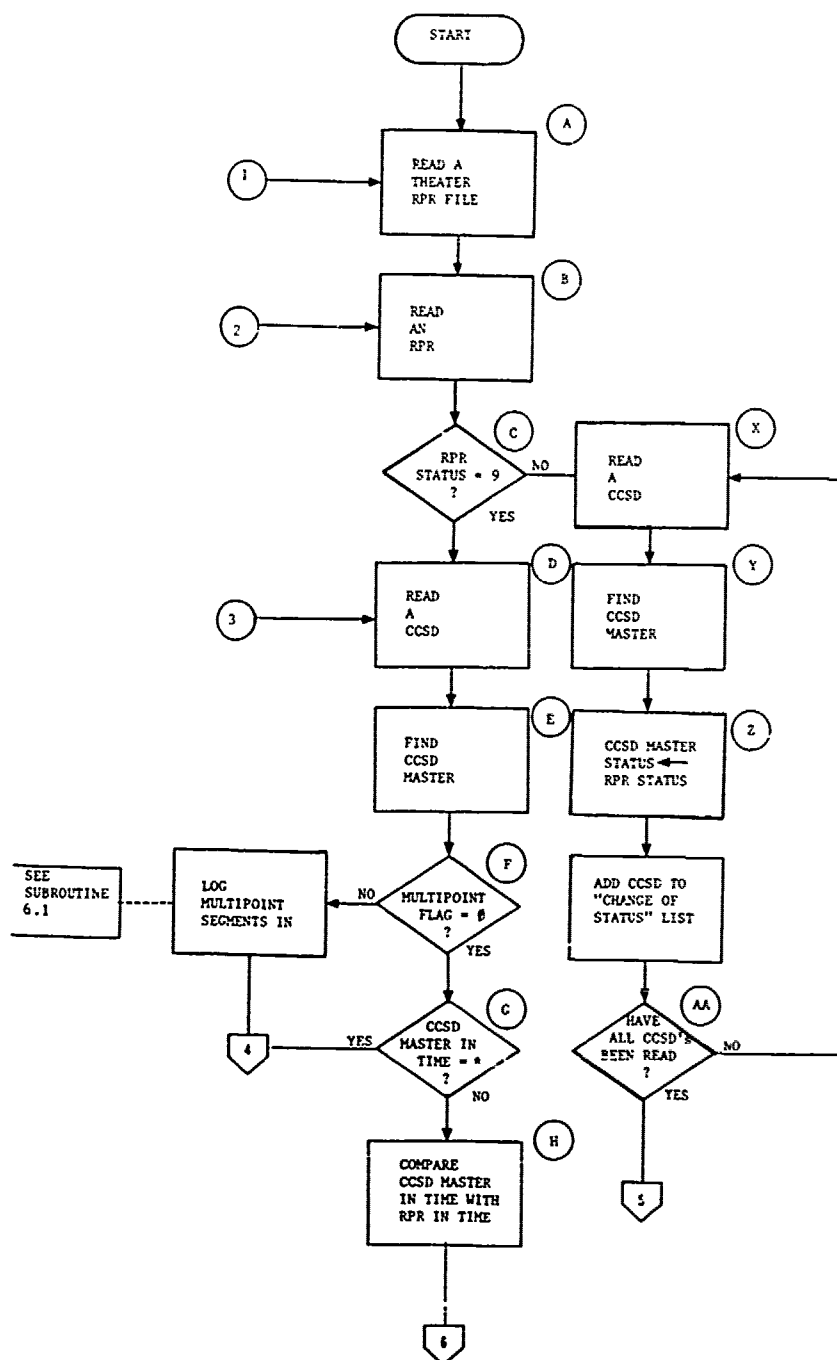 START
A
1
READ A
THEATER
RPR FILE
B
2
READ
AN
RPR
C
X
RPR
STATUS = 9
?
NO
YES
READ
A
CCSD
D
Y
3
READ
A
CCSD
FIND
CCSD
MASTER
E
Z
FIND
CCSD
MASTER
CCSD MASTER
STATUS ←
RPR STATUS
F
SEE
SUBROUTINE
6.1
LOG
MULTIPOINT
SEGMENTS IN
NO
MULTIPOINT
FLAG = 0
?
YES
ADD CCSD TO
"CHANGE OF
STATUS" LIST
G
AA
4
YES
CCSD
MASTER IN
TIME = *
?
NO
HAVE
ALL CCSD's
BEEN READ
?
NO
YES
H
COMPARE
CCSD MASTER
IN TIME WITH
RPR IN TIME
5
6